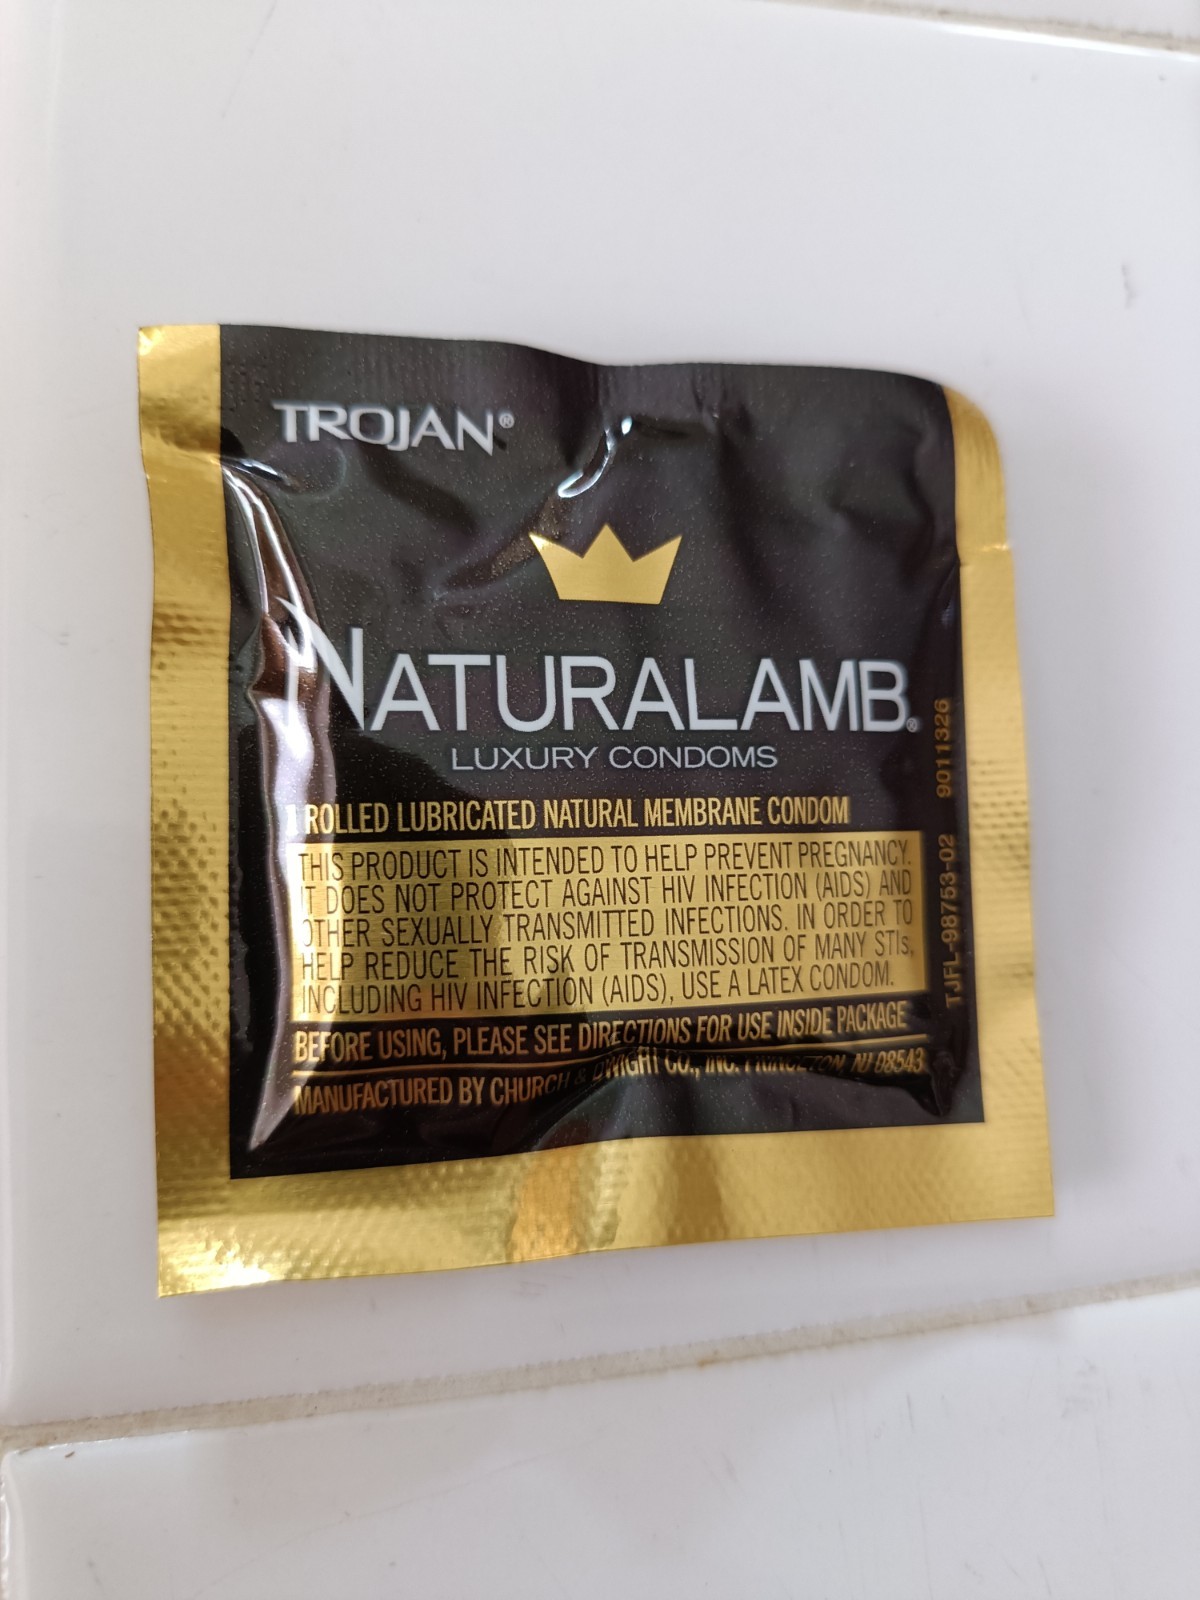 TROJAN®
NATURALAMB®
LUXURY CONDOMS
1 ROLLED LUBRICATED NATURAL MEMBRANE CONDOM
THIS PRODUCT IS INTENDED TO HELP PREVENT PREGNANCY.
IT DOES NOT PROTECT AGAINST HIV INFECTION (AIDS) AND
OTHER SEXUALLY TRANSMITTED INFECTIONS. IN ORDER TO
HELP REDUCE THE RISK OF TRANSMISSION OF MANY STIs,
INCLUDING HIV INFECTION (AIDS), USE A LATEX CONDOM.
BEFORE USING, PLEASE SEE DIRECTIONS FOR USE INSIDE PACKAGE
MANUFACTURED BY CHURCH & DWIGHT CO., INC. PRINCETON, NJ 08543
TJFL-98753-02 9011326